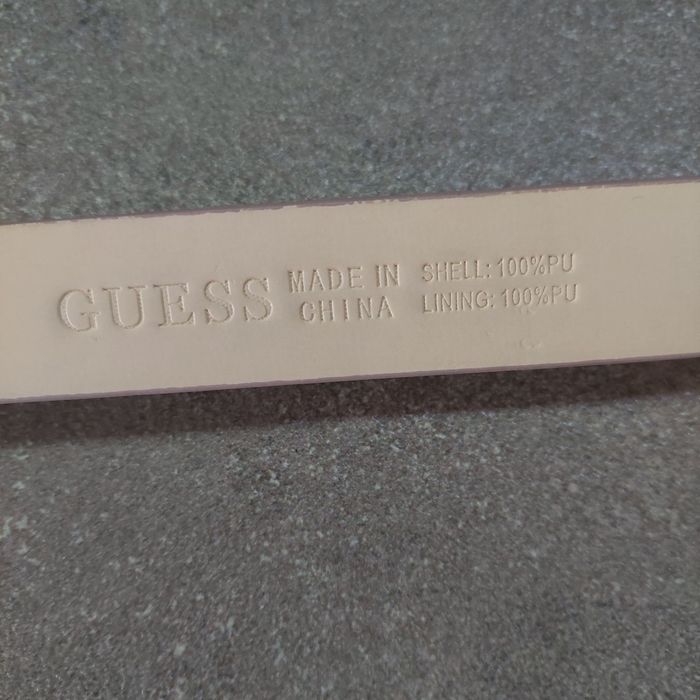 GUESS
MADE IN
CHINA
SHELL: 100%PU
LINING: 100%PU